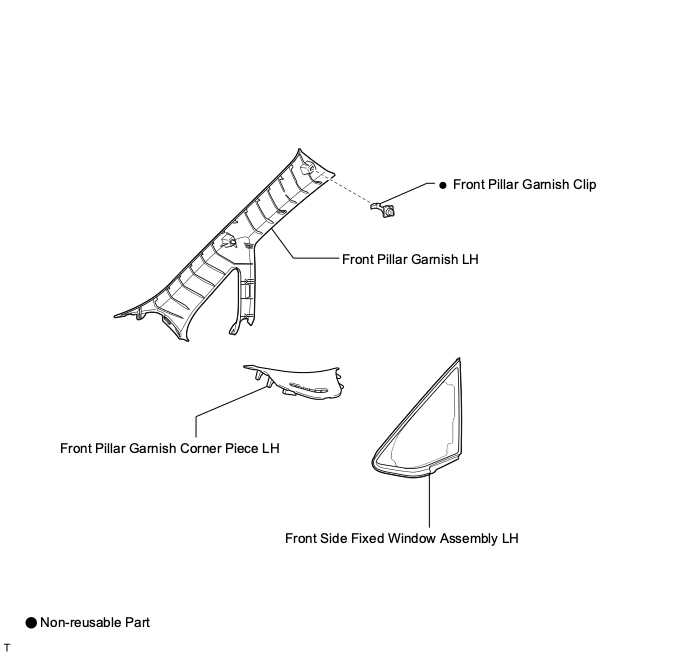 ● Front Pillar Garnish Clip
Front Pillar Garnish LH
Front Pillar Garnish Corner Piece LH
Front Side Fixed Window Assembly LH
● Non-reusable Part
T